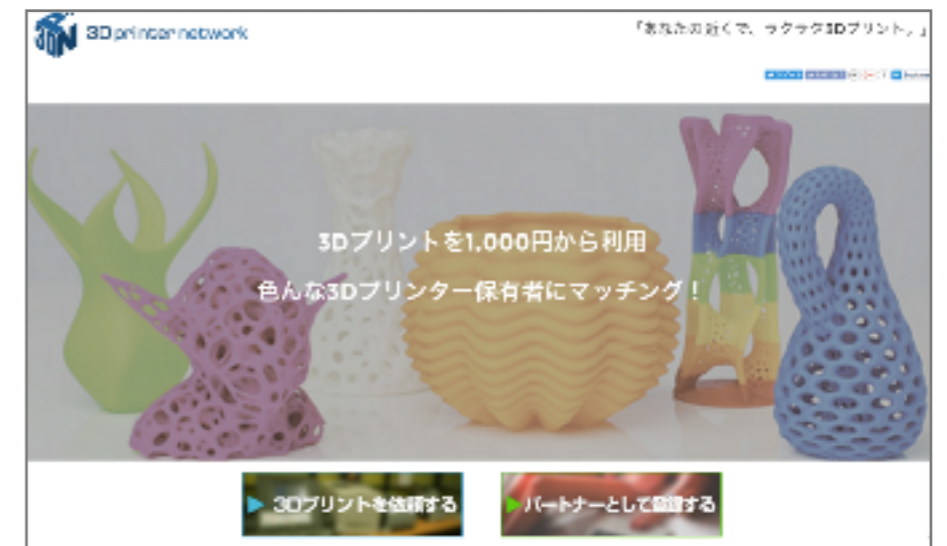 3D printer network
「あなたの近くで、ラクラク3Dプリント。」
3Dプリントを1,000円から利用
色んな3Dプリンター保有者にマッチング！
3Dプリントを依頼する
パートナーとして登録する